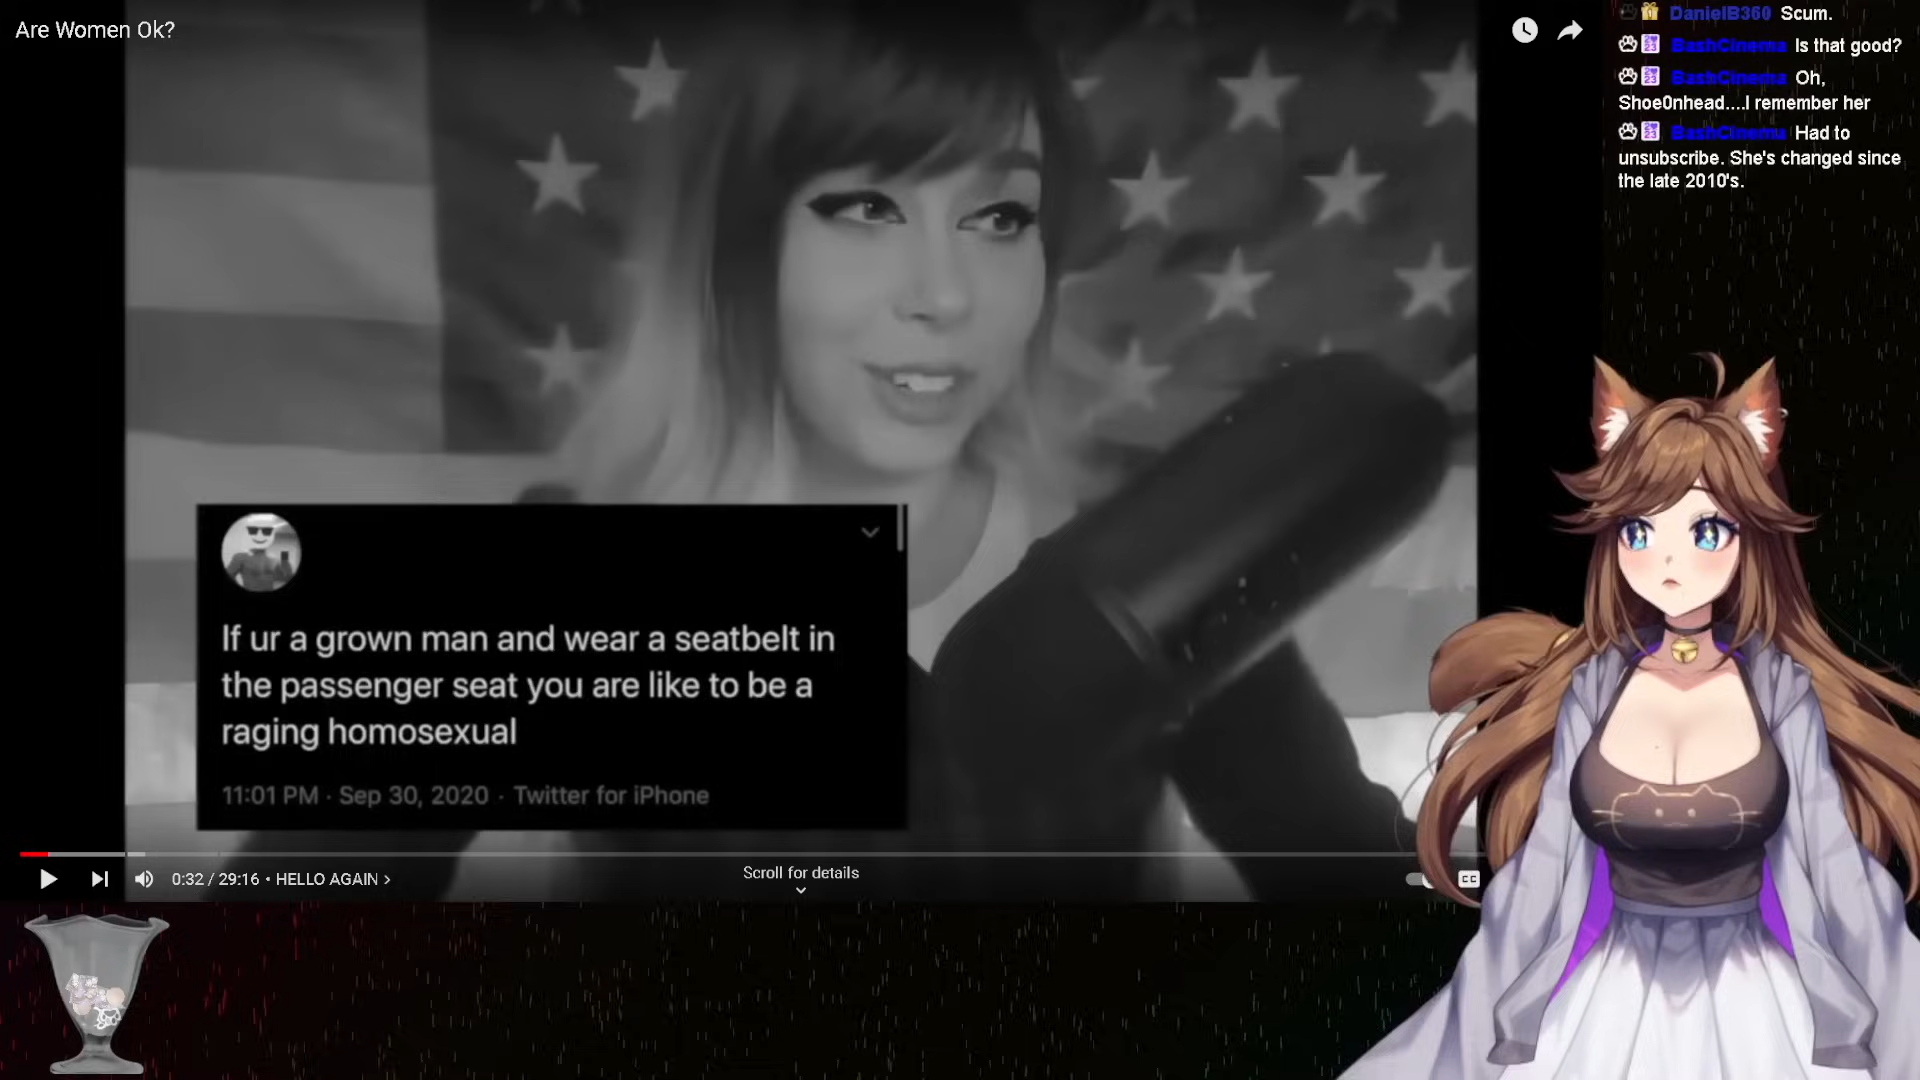 Are Women Ok?
DanielB360 Scum.
BashCinema Is that good?
BashCinema Oh,
Shoe0nhead....I remember her
BashCinema Had to
unsubscribe. She's changed since
the late 2010's.
If ur a grown man and wear a seatbelt in
the passenger seat you are like to be a
raging homosexual
11:01 PM · Sep 30, 2020 · Twitter for iPhone
0:32 / 29:16 • HELLO AGAIN >
Scroll for details
CC